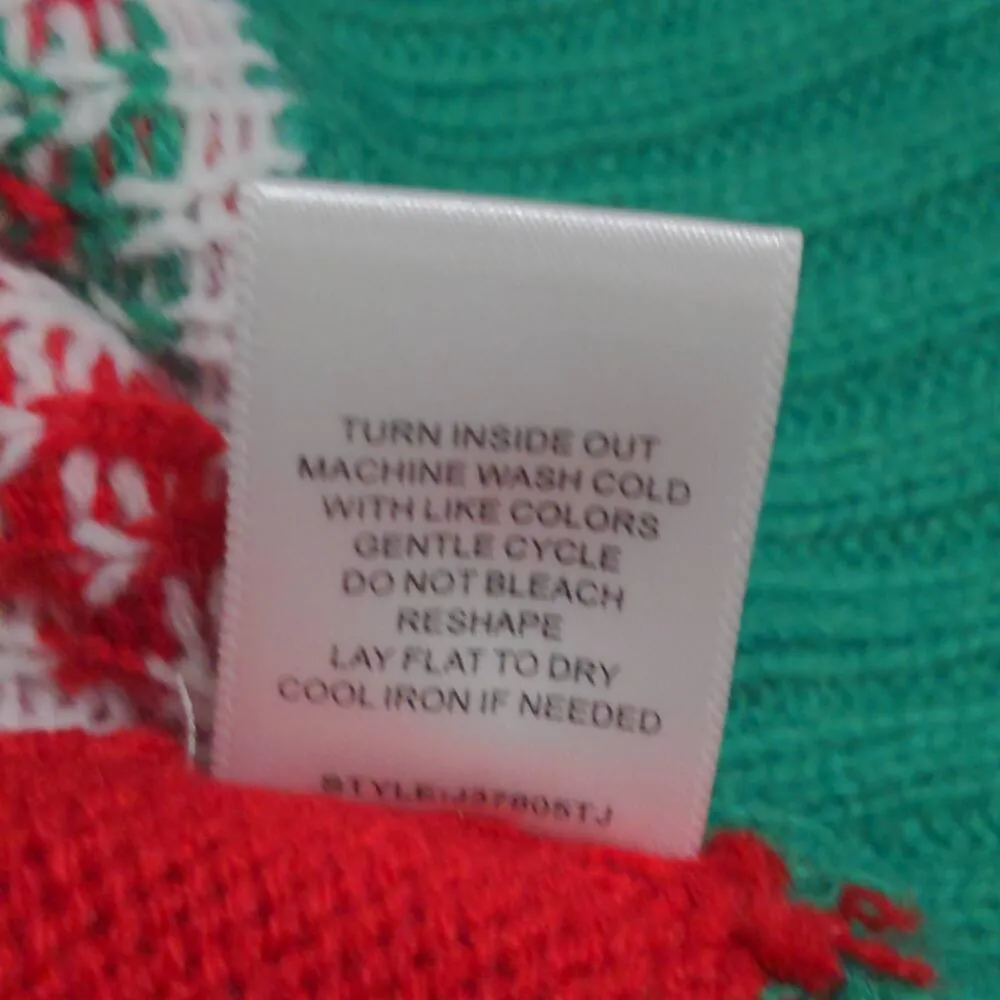 TURN INSIDE OUT
MACHINE WASH COLD
WITH LIKE COLORS
GENTLE CYCLE
DO NOT BLEACH
RESHAPE
LAY FLAT TO DRY
COOL IRON IF NEEDED